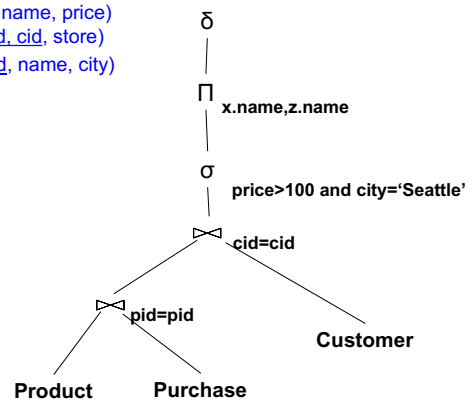 name, price)
cid, store)
name, city)
δ
Π x.name,z.name
σ
price>100 and city=‘Seattle’
cid=cid
pid=pid
Customer
Product Purchase